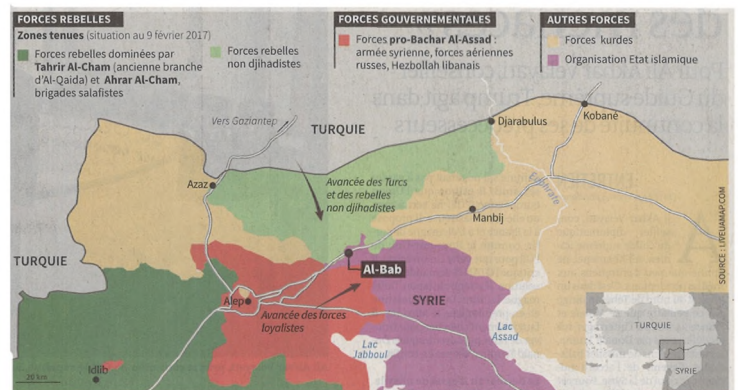 FORCES REBELLES
Zones tenues (situation au 9 février 2017)
Forces rebelles dominées par
Tahrir Al-Cham (ancienne branche
d'Al-Qaida) et Ahrar Al-Cham,
brigades salafistes
Forces rebelles
non djihadistes
FORCES GOUVERNEMENTALES
Forces pro-Bachar Al-Assad :
armée syrienne, forces aériennes
russes, Hezbollah libanais
AUTRES FORCES
Forces kurdes
Organisation Etat islamique
Vers Gaziantep
TURQUIE
Djarabulus
Kobané
Azaz
Avancée des Turcs
et des rebelles
non djihadistes
Euphrate
Manbij
TURQUIE
Al-Bab
Alep
SYRIE
Avancée des forces
loyalistes
Lac
Jabboul
Lac
Assad
Idlib
20 km
TURQUIE
SYRIE
SOURCE : LIVEUAMAP.COM